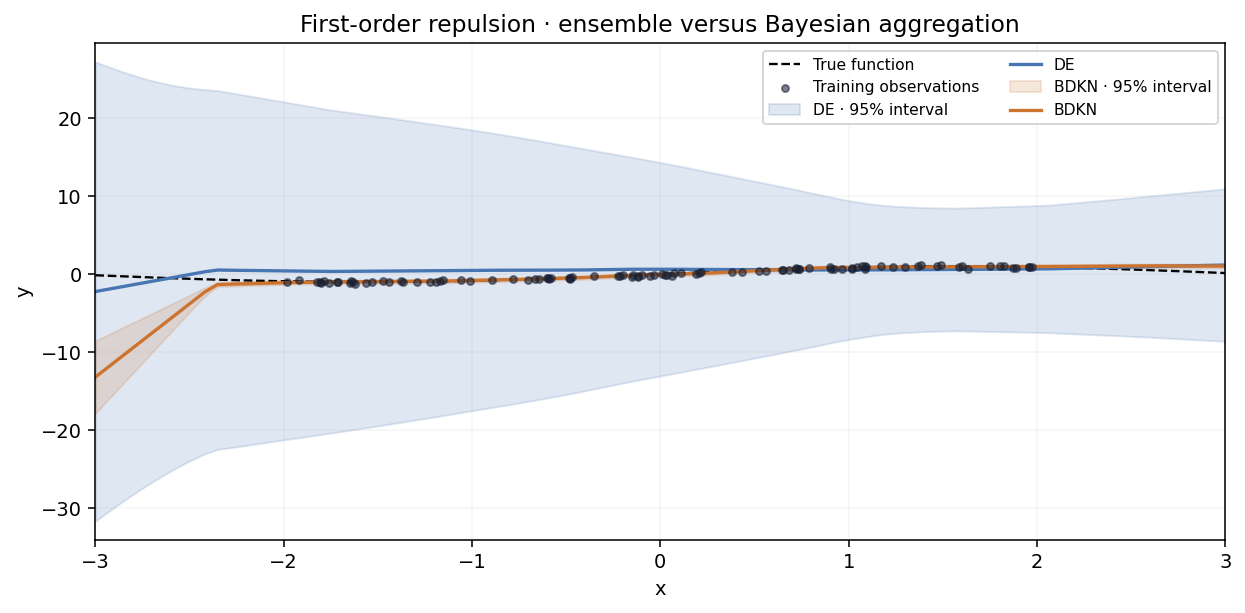 First-order repulsion · ensemble versus Bayesian aggregation
True function
Training observations
DE · 95% interval
DE
BDKN · 95% interval
BDKN
y
20
10
0
−10
−20
−30
−3
−2
−1
0
1
2
3
x